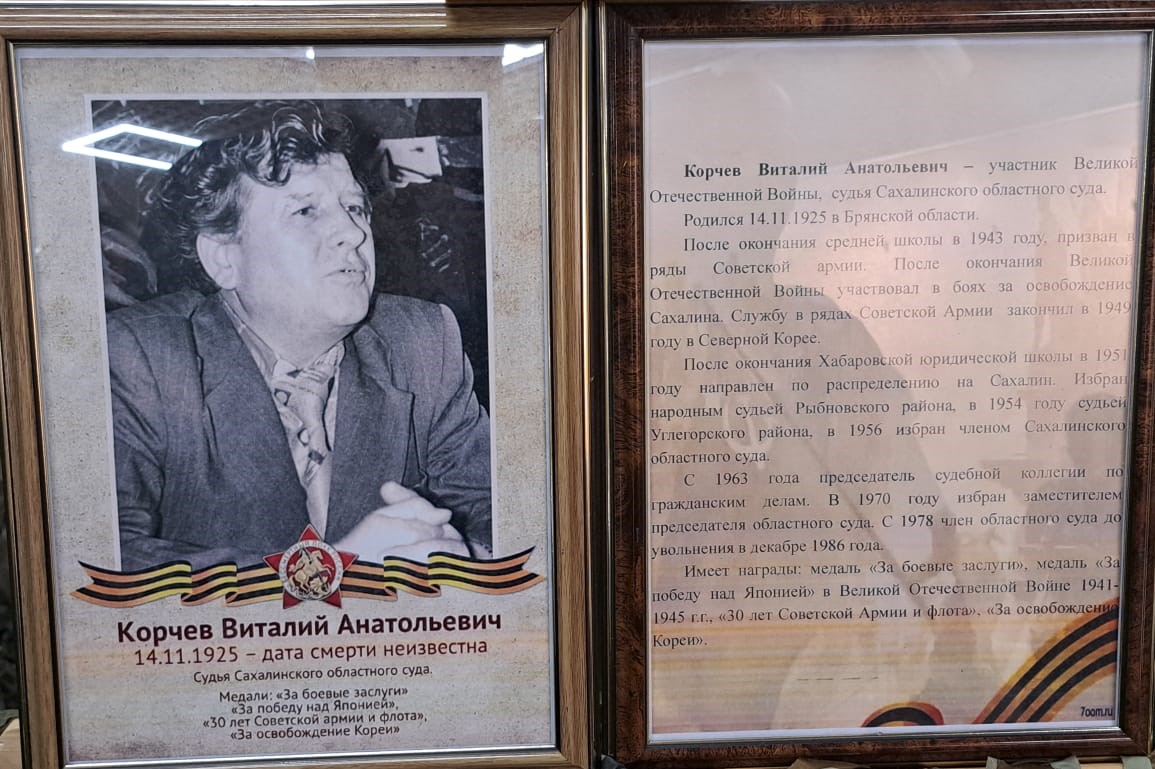 Корчев Виталий Анатольевич
14.11.1925 – дата смерти неизвестна
Судья Сахалинского областного суда.
Медали: «За боевые заслуги»
«За победу над Японией»,
«30 лет Советской армии и флота»,
«За освобождение Кореи»
Корчев Виталий Анатольевич – участник Великой
Отечественной Войны, судья Сахалинского областного суда.
Родился 14.11.1925 в Брянской области.
После окончания средней школы в 1943 году, призван в
ряды Советской армии. После окончания Великой
Отечественной Войны участвовал в боях за освобождение
Сахалина. Службу в рядах Советской Армии закончил в 1949
году в Северной Корее.
После окончания Хабаровской юридической школы в 1951
году направлен по распределению на Сахалин. Избран
народным судьей Рыбновского района, в 1954 году судьей
Углегорского района, в 1956 избран членом Сахалинского
областного суда.
С 1963 года председатель судебной коллегии по
гражданским делам. В 1970 году избран заместителем
председателя областного суда. С 1978 член областного суда до
увольнения в декабре 1986 года.
Имеет награды: медаль «За боевые заслуги», медаль «За
победу над Японией» в Великой Отечественной Войне 1941-
1945 г.г., «30 лет Советской Армии и флота», «За освобождение
Кореи».
7oom.ru